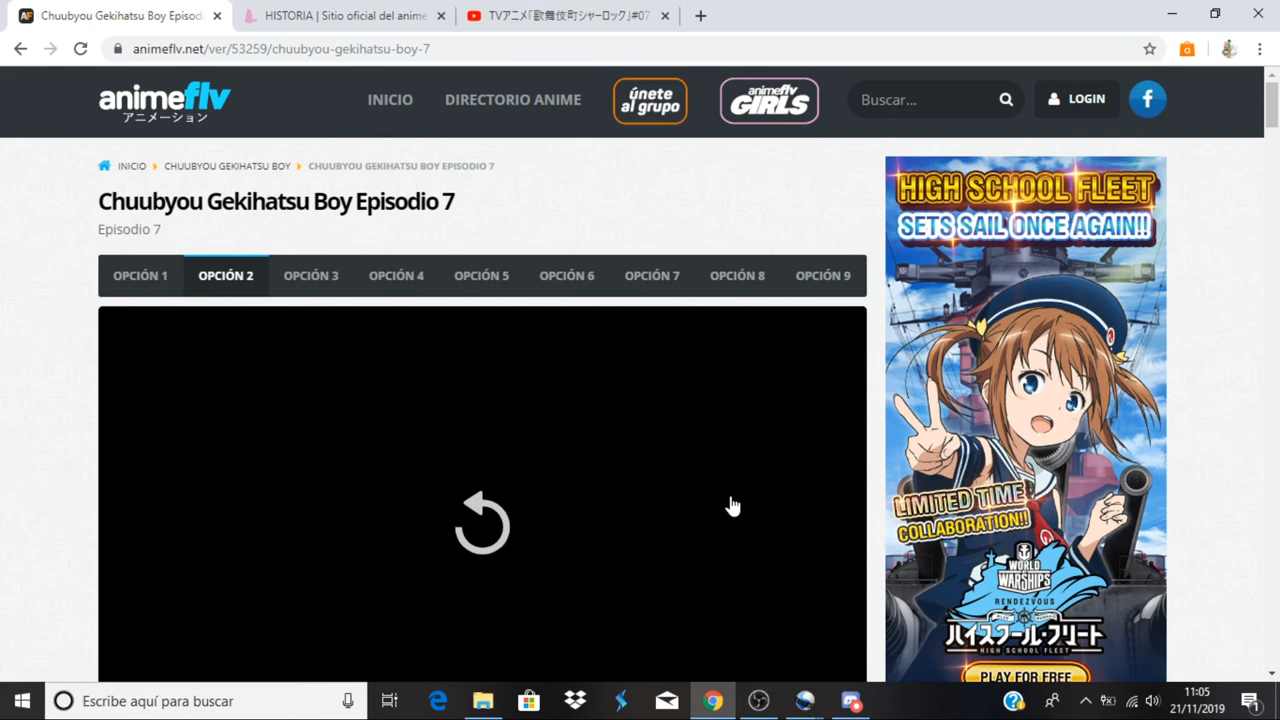 Chuubyou Gekihatsu Boy Episodi
HISTORIA | Sitio oficial del anime
TVアニメ「歌舞伎町シャーロック」#07
animeflv.net/ver/53259/chuubyou-gekihatsu-boy-7
animeflv
アニメーション
INICIO
DIRECTORIO ANIME
únete
al grupo
animeflv
GIRLS
Buscar...
LOGIN
INICIO
CHUUBYOU GEKIHATSU BOY
CHUUBYOU GEKIHATSU BOY EPISODIO 7
Chuubyou Gekihatsu Boy Episodio 7
Episodio 7
OPCIÓN 1
OPCIÓN 2
OPCIÓN 3
OPCIÓN 4
OPCIÓN 5
OPCIÓN 6
OPCIÓN 7
OPCIÓN 8
OPCIÓN 9
HIGH SCHOOL FLEET
SETS SAIL ONCE AGAIN!!
LIMITED TIME
COLLABORATION!!
WORLD
OF
WARSHIPS
RENDEZVOUS
ハイスクール・フリート
HIGH SCHOOL FLEET
PLAY FOR FREE
Escribe aquí para buscar
11:05
21/11/2019
1